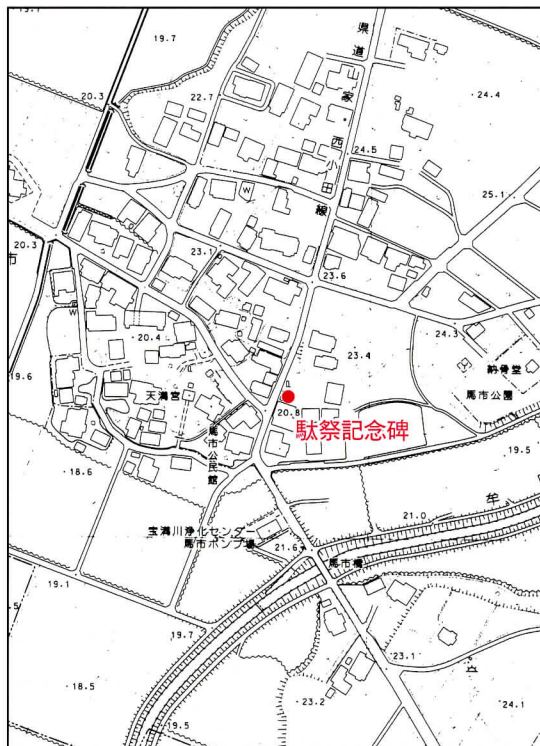 19.7
19.7
県道山家西小田線
20.3
22.7
24.4
24.5
25.1
W
20.3
市
23.1
23.6
W
20.4
24.3
19.6
23.4
納骨堂
天満宮
馬市公園
20.8
駄祭記念碑
馬市公民館
18.6
19.5
牟
宝満川浄化センター
馬市ポンプ場
21.0
21.6
馬市橋
19.1
19.7
23.1
18.5
23.2
24.1
19.5